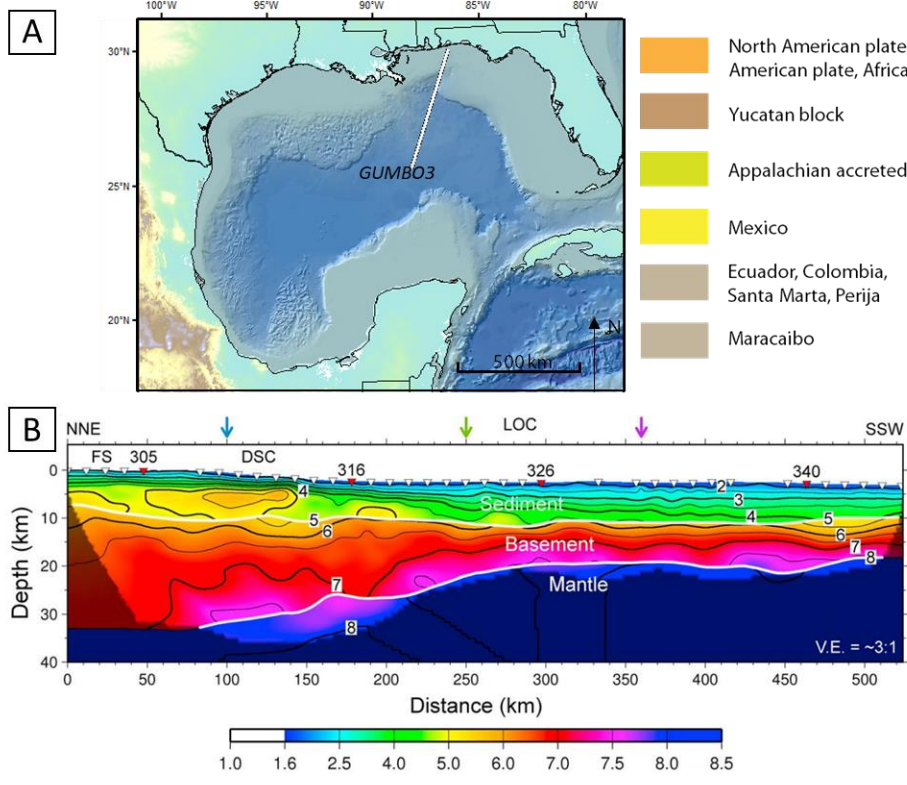 A
100°W 95°W 90°W 85°W 80°W
30°N
25°N
20°N
GUMBO3
500 km
N
North American plate
American plate, Africa
Yucatan block
Appalachian accreted
Mexico
Ecuador, Colombia,
Santa Marta, Perija
Maracaibo
B
NNE LOC SSW
FS 305 DSC 316 326 340
4 2
Sediment 3
5 4 5
6 6
Basement 7
7 8
Mantle
8
V.E. = ~3:1
Depth (km)
0
10
20
30
40
0 50 100 150 200 250 300 350 400 450 500
Distance (km)
1.0 1.6 2.5 4.0 5.0 6.0 7.0 7.5 8.0 8.5